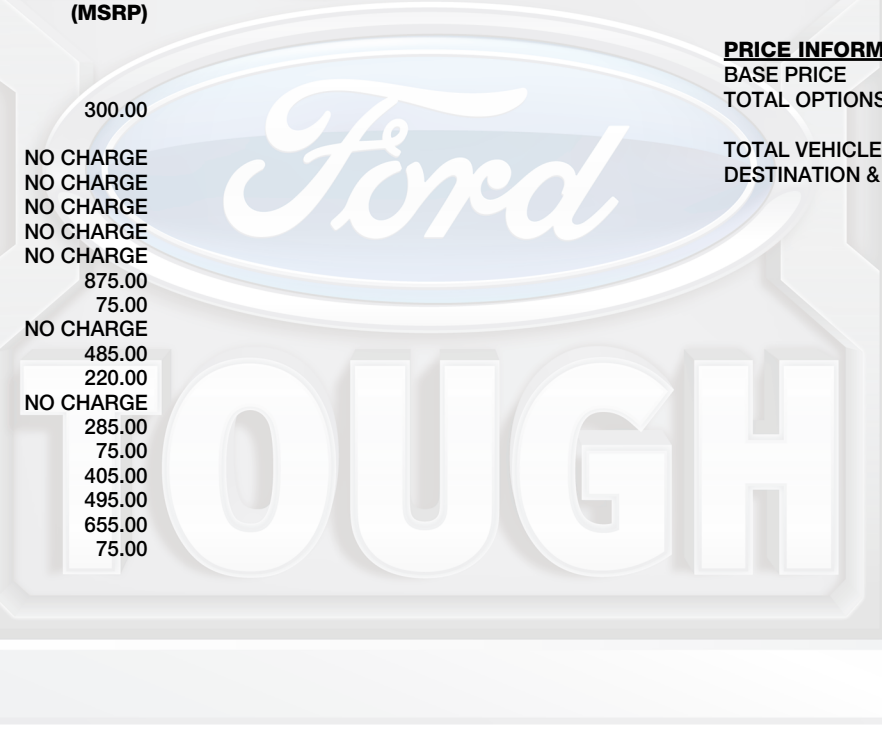 (MSRP)
300.00
NO CHARGE
NO CHARGE
NO CHARGE
NO CHARGE
NO CHARGE
875.00
75.00
NO CHARGE
485.00
220.00
NO CHARGE
285.00
75.00
405.00
495.00
655.00
75.00
PRICE INFORM
BASE PRICE
TOTAL OPTIONS
TOTAL VEHICLE
DESTINATION &
Ford
TOUGH